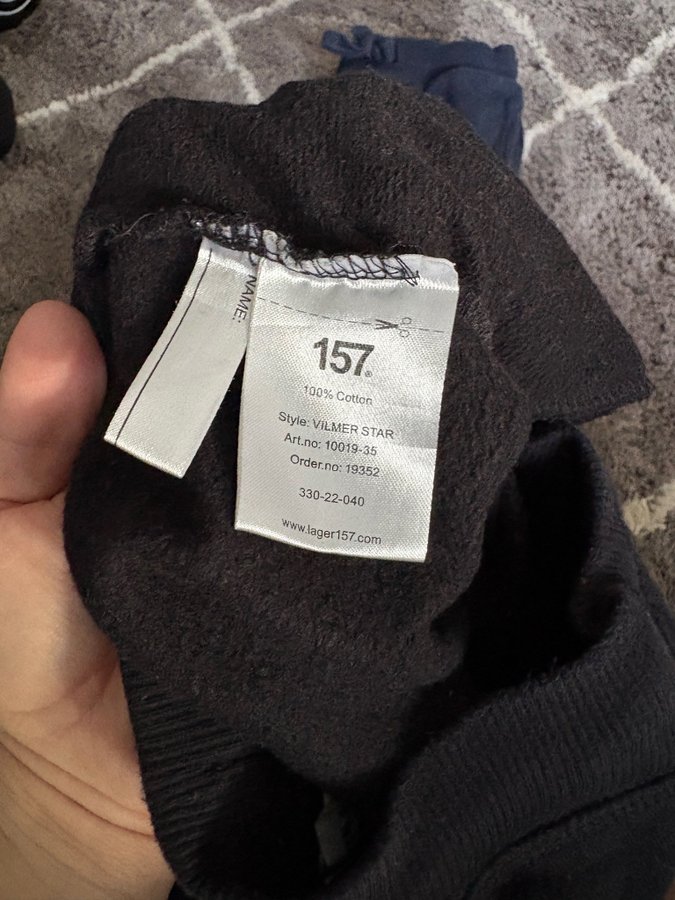 NAME:
157®
100% Cotton
Style: VILMER STAR
Art.no: 10019-35
Order.no: 19352
330-22-040
www.lager157.com